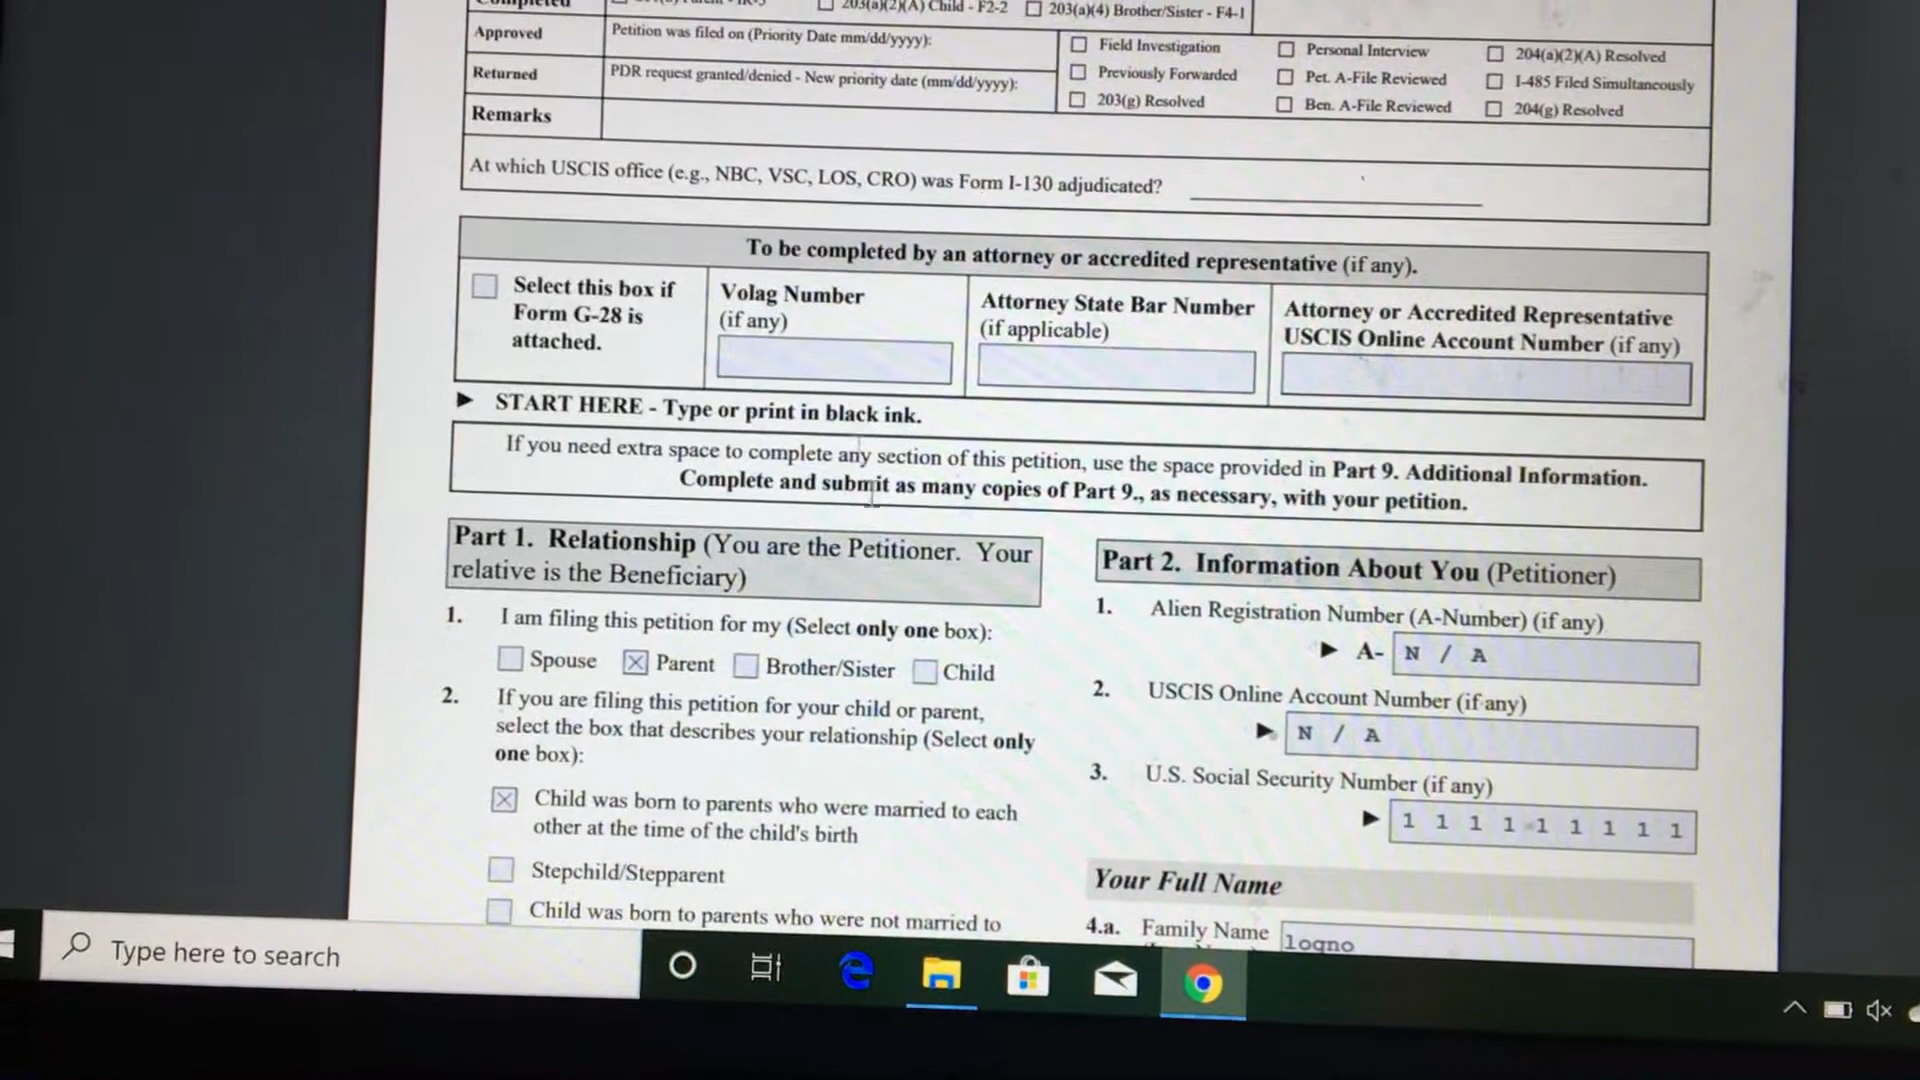 203(a)(2)(A) Child - F2-2
203(a)(4) Brother/Sister - F4-1
Approved
Petition was filed on (Priority Date mm/dd/yyyy):
Field Investigation
Personal Interview
204(a)(2)(A) Resolved
Returned
PDR request granted/denied - New priority date (mm/dd/yyyy):
Previously Forwarded
Pet. A-File Reviewed
I-485 Filed Simultaneously
203(g) Resolved
Ben. A-File Reviewed
204(g) Resolved
Remarks
At which USCIS office (e.g., NBC, VSC, LOS, CRO) was Form I-130 adjudicated?
To be completed by an attorney or accredited representative (if any).
Select this box if
Form G-28 is
attached.
Volag Number
(if any)
Attorney State Bar Number
(if applicable)
Attorney or Accredited Representative
USCIS Online Account Number (if any)
► START HERE - Type or print in black ink.
If you need extra space to complete any section of this petition, use the space provided in Part 9. Additional Information.
Complete and submit as many copies of Part 9., as necessary, with your petition.
Part 1. Relationship (You are the Petitioner. Your
relative is the Beneficiary)
1. I am filing this petition for my (Select only one box):
Spouse Parent Brother/Sister Child
2. If you are filing this petition for your child or parent,
select the box that describes your relationship (Select only
one box):
Child was born to parents who were married to each
other at the time of the child's birth
Stepchild/Stepparent
Child was born to parents who were not married to
Part 2. Information About You (Petitioner)
1. Alien Registration Number (A-Number) (if any)
► A- N / A
2. USCIS Online Account Number (if any)
► N / A
3. U.S. Social Security Number (if any)
► 1 1 1 1 1 1 1 1 1
Your Full Name
4.a. Family Name
logno
Type here to search